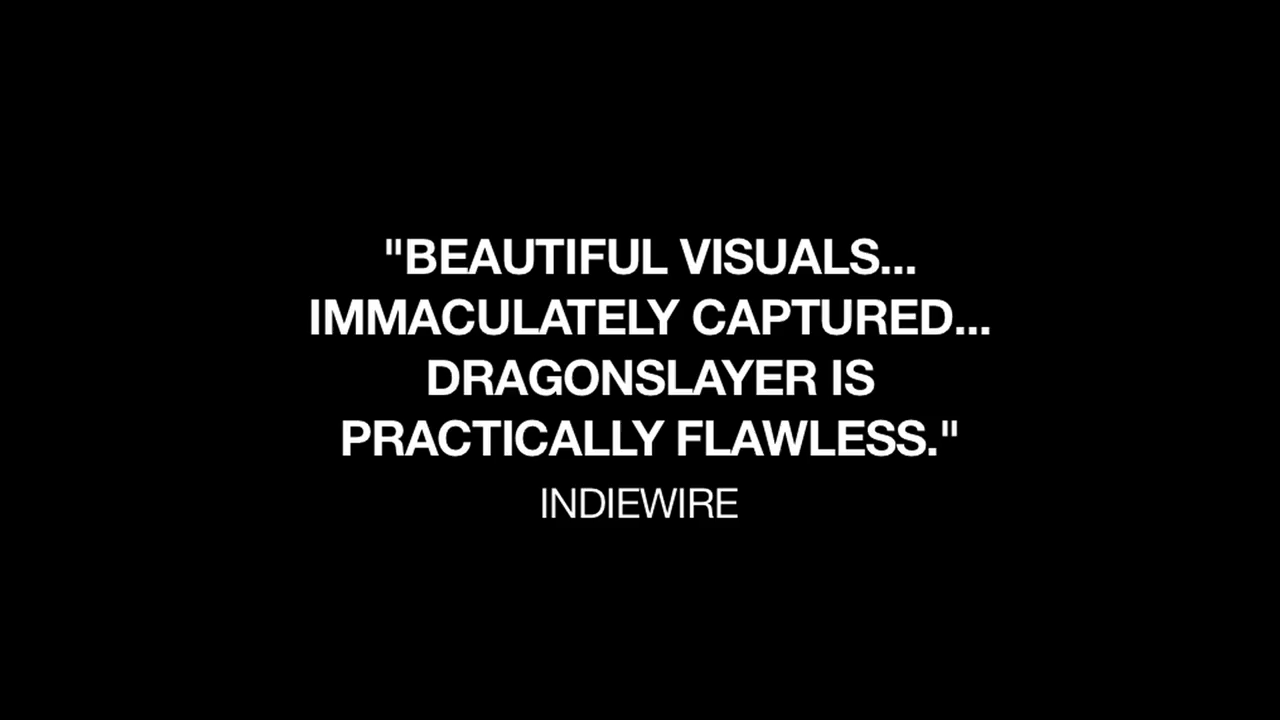 "BEAUTIFUL VISUALS...
IMMACULATELY CAPTURED...
DRAGONSLAYER IS
PRACTICALLY FLAWLESS."
INDIEWIRE